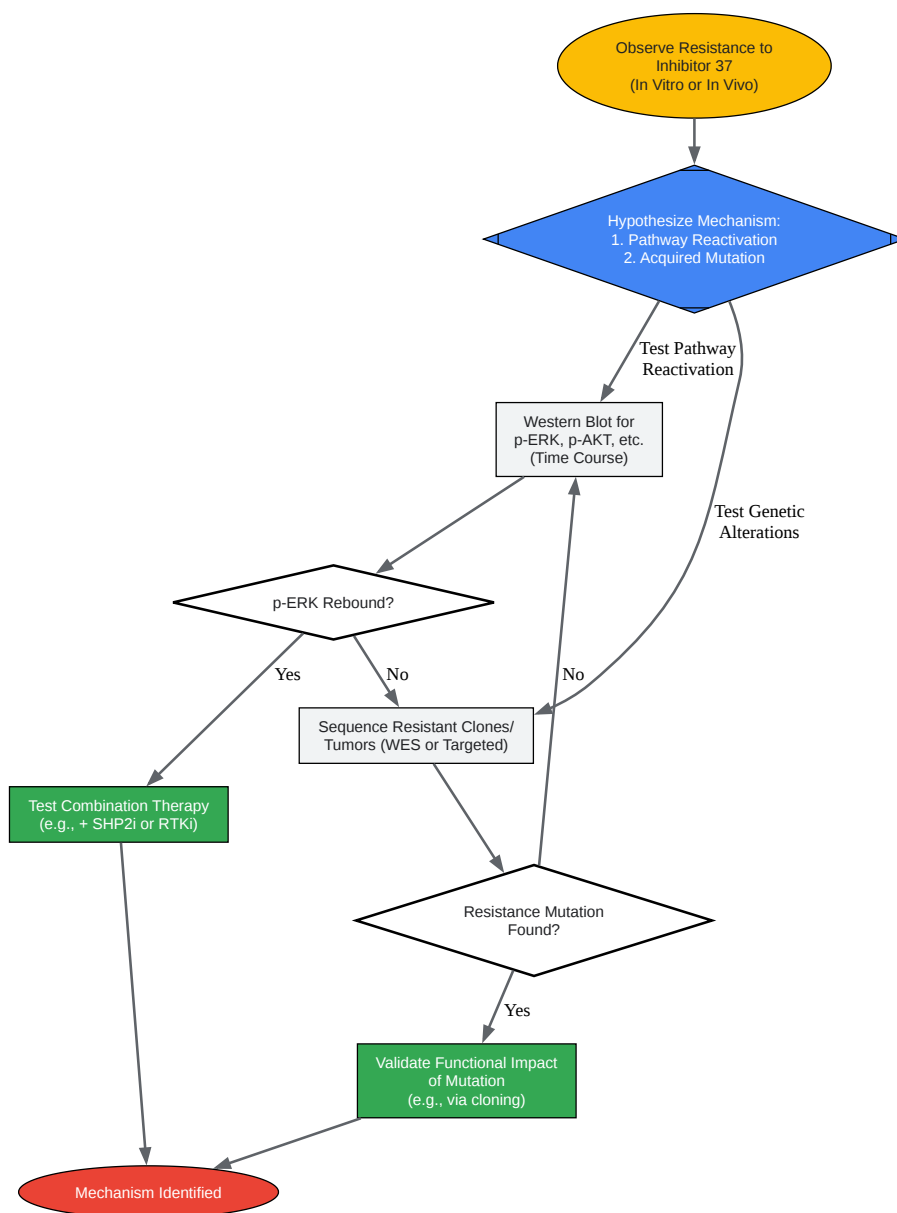 Observe Resistance to
Inhibitor 37
(In Vitro or In Vivo)
Hypothesize Mechanism:
1. Pathway Reactivation
2. Acquired Mutation
Test Pathway
Reactivation
Western Blot for
p-ERK, p-AKT, etc.
(Time Course)
Test Genetic
Alterations
p-ERK Rebound?
Yes
No
No
Sequence Resistant Clones/
Tumors (WES or Targeted)
Test Combination Therapy
(e.g., + SHP2i or RTKi)
Resistance Mutation
Found?
Yes
Validate Functional Impact
of Mutation
(e.g., via cloning)
Mechanism Identified